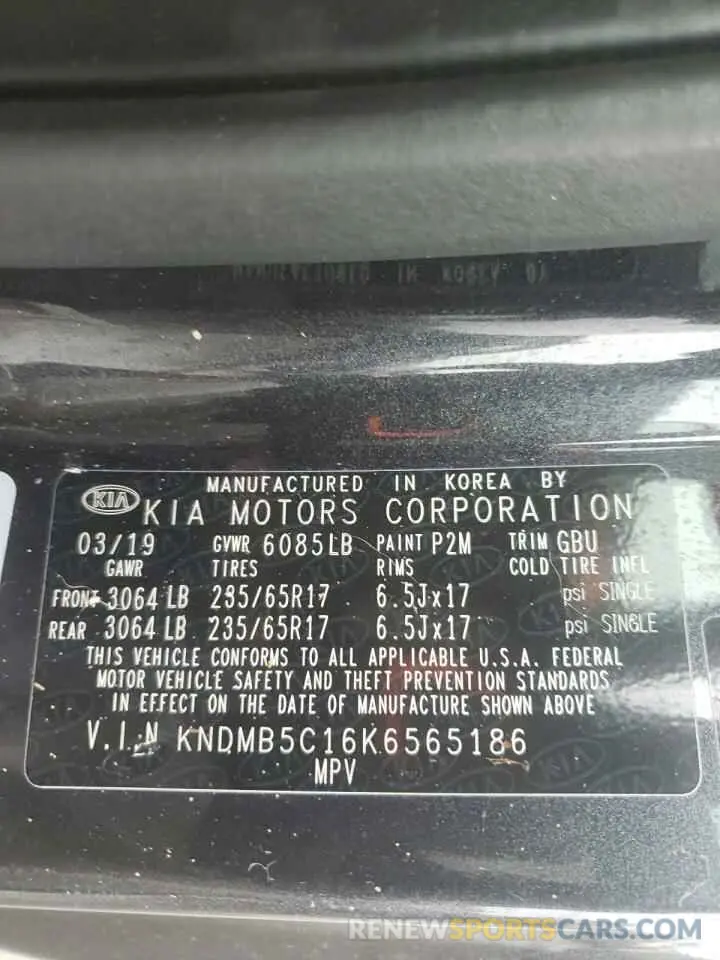 MANUFACTURED IN KOREA BY
KIA KIA MOTORS CORPORATION
03/19 GVWR 6085LB PAINT P2M TRIM GBU
GAWR TIRES RIMS COLD TIRE INFL
FRONT 3064 LB 235/65R17 6.5Jx17 psi SINGLE
REAR 3064 LB 235/65R17 6.5Jx17 psi SINGLE
THIS VEHICLE CONFORMS TO ALL APPLICABLE U.S.A. FEDERAL
MOTOR VEHICLE SAFETY AND THEFT PREVENTION STANDARDS
IN EFFECT ON THE DATE OF MANUFACTURE SHOWN ABOVE
V.I.N KNDMB5C16K6565186
MPV
RENEWSPORTSCARS.COM